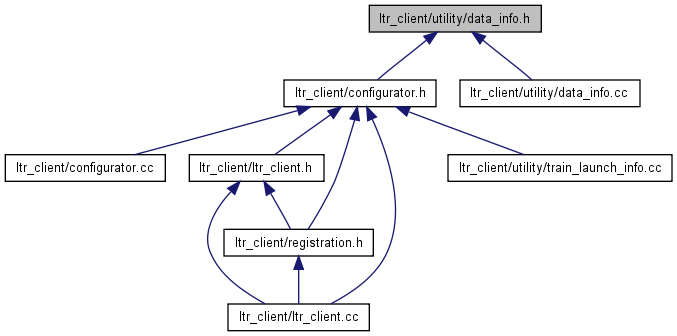 ltr_client/utility/data_info.h
ltr_client/configurator.h
ltr_client/utility/data_info.cc
ltr_client/configurator.cc
ltr_client/ltr_client.h
ltr_client/utility/train_launch_info.cc
ltr_client/registration.h
ltr_client/ltr_client.cc